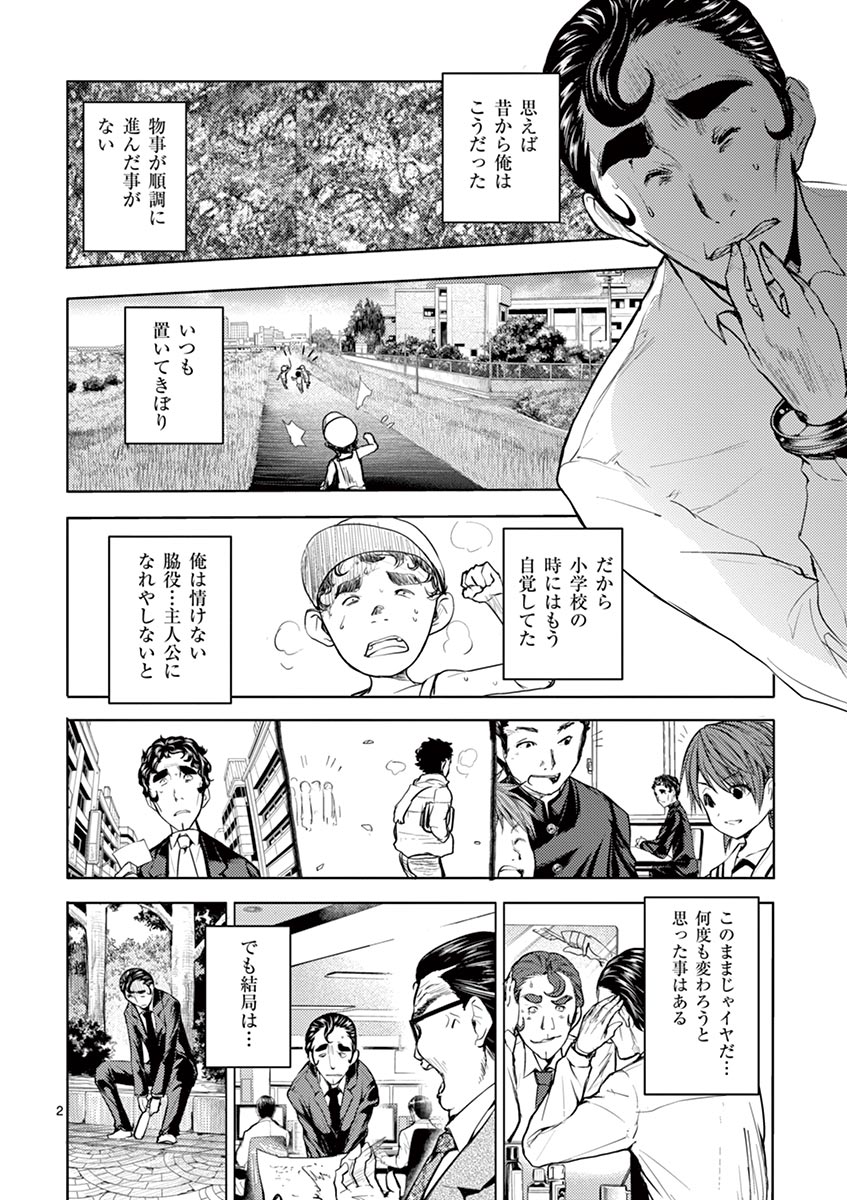 思えば
昔から俺は
こうだった
物事が順調に
進んだ事が
ない
いつも
置いてきぼり
だから
小学校の
時にはもう
自覚してた
俺は情けない
脇役…主人公に
なれやしないと
このままじゃイヤだ…
何度も変わろうと
思った事はある
でも結局は…
2